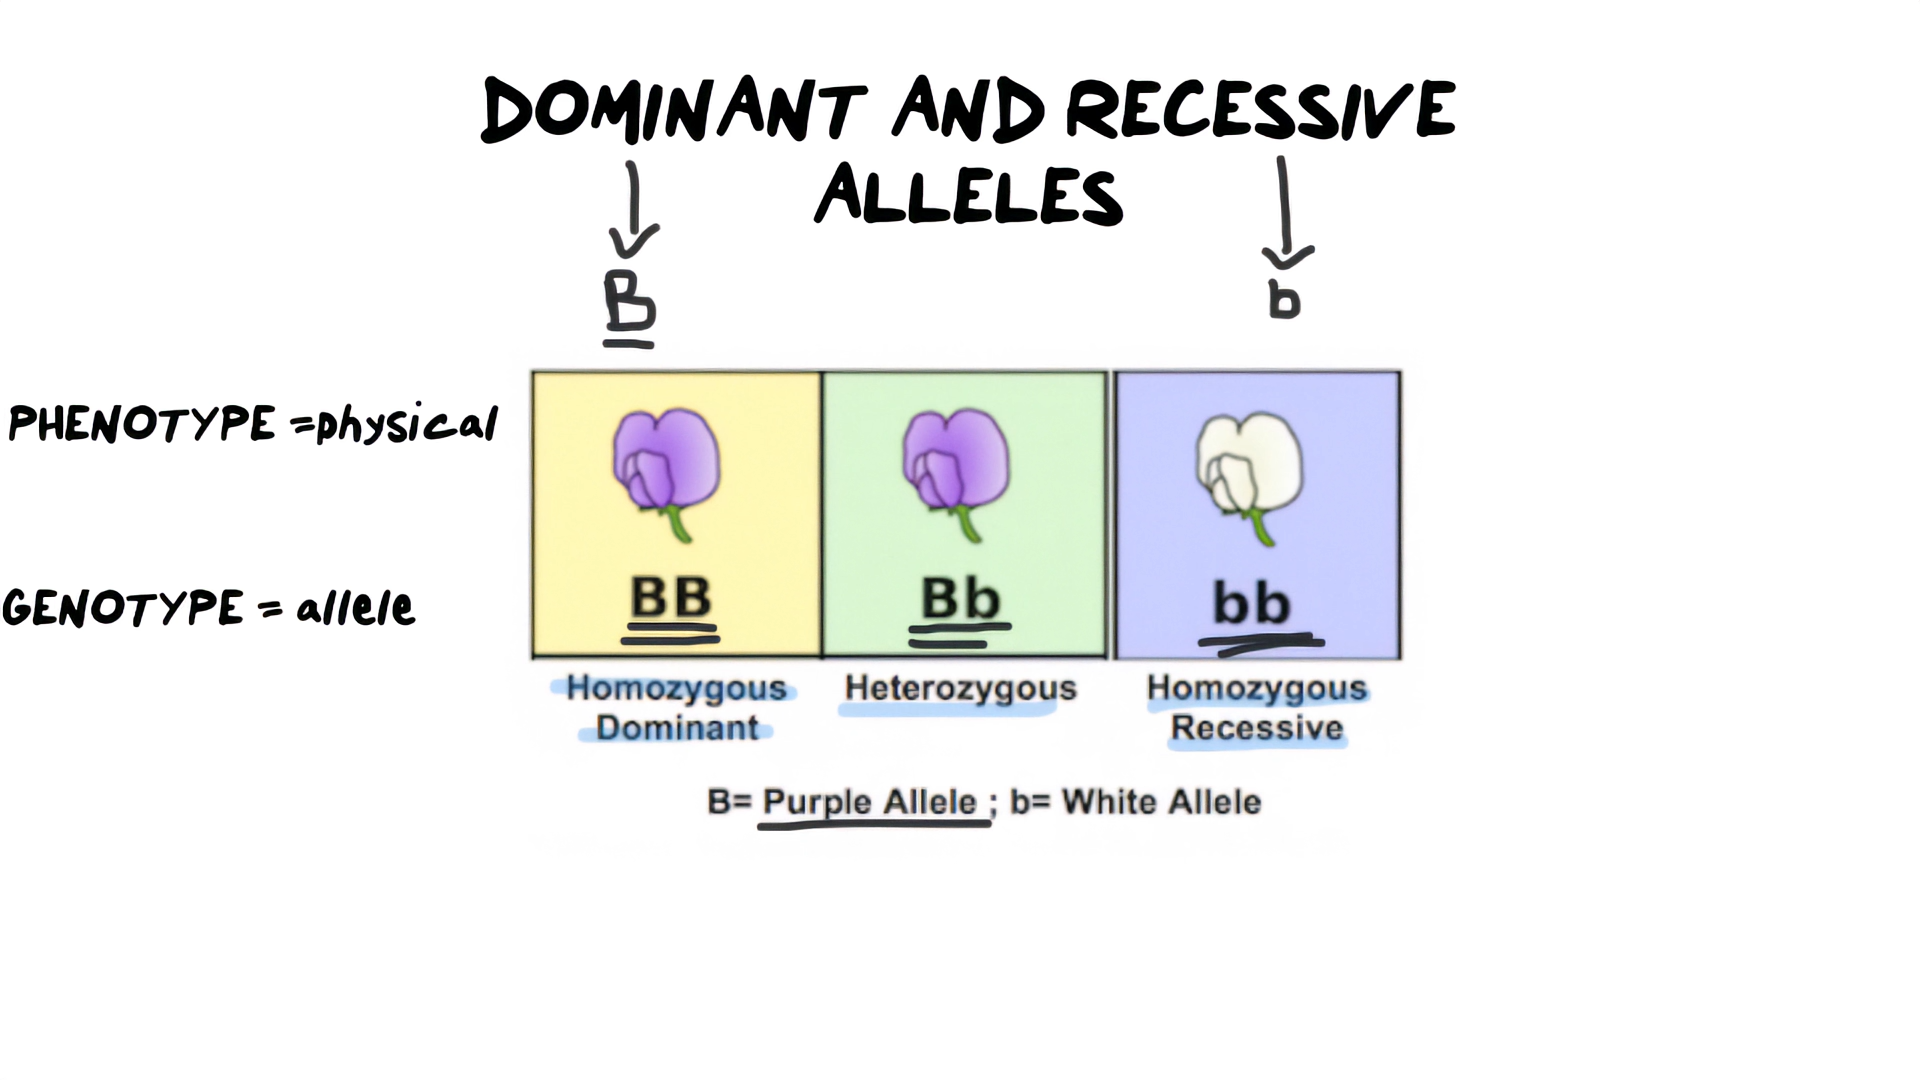 DOMINANT AND RECESSIVE
ALLELES
B
b
PHENOTYPE =physical
GENOTYPE = allele
BB
Bb
bb
Homozygous
Dominant
Heterozygous
Homozygous
Recessive
B= Purple Allele ; b= White Allele